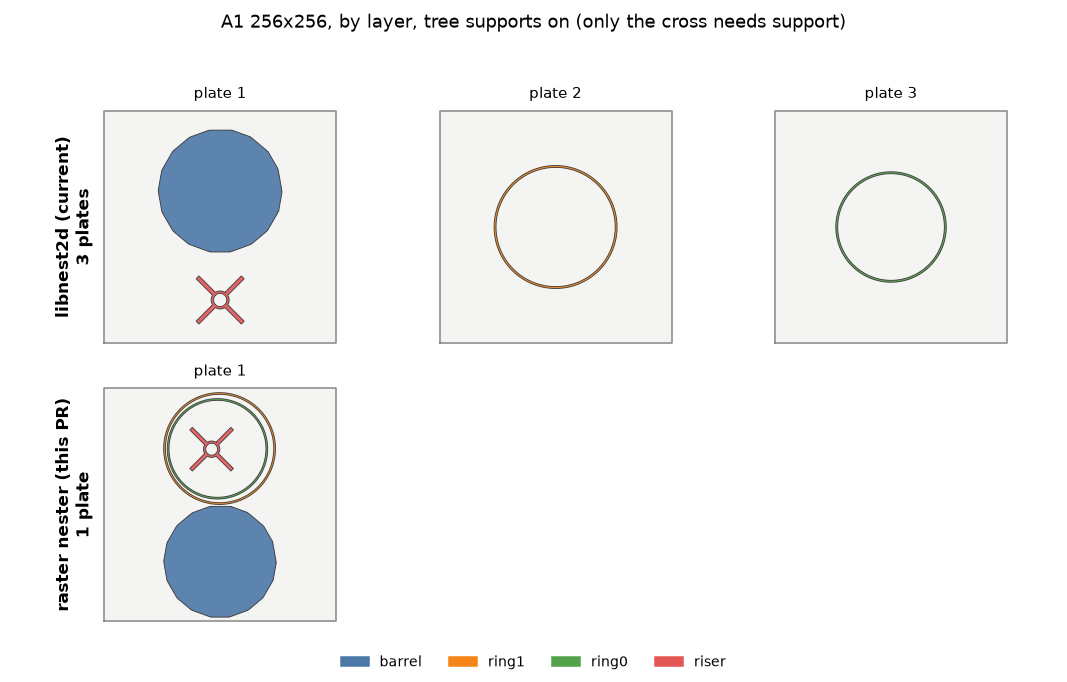 A1 256x256, by layer, tree supports on (only the cross needs support)
plate 1
plate 2
plate 3
libnest2d (current)
3 plates
plate 1
raster nester (this PR)
1 plate
barrel
ring1
ring0
riser